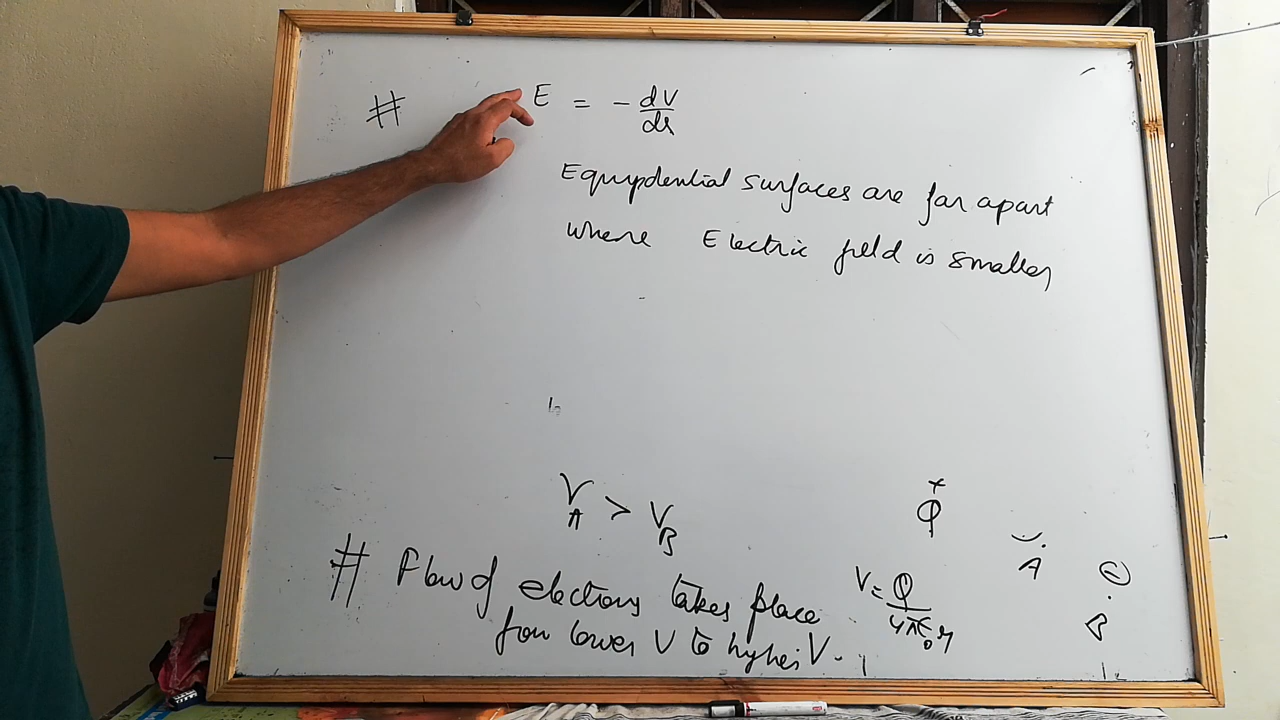 # E = - dV/dr
Equipotential surfaces are far apart
where Electric field is smaller
V_A > V_B
+
Q
A
B
V = Q/4πε₀r
# Flow of electrons takes place
from lower V to higher V.